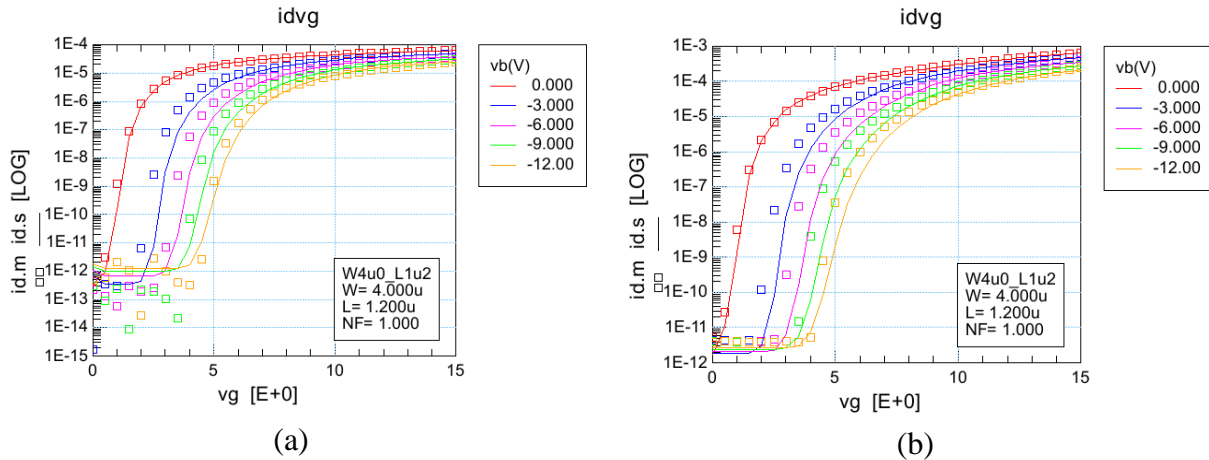 idvg
1E-4
1E-5
1E-6
1E-7
1E-8
1E-9
1E-10
1E-11
1E-12
1E-13
1E-14
1E-15
id.m id.s [LOG]
0
5
10
15
vg [E+0]
W4u0_L1u2
W= 4.000u
L= 1.200u
NF= 1.000
vb(V)
0.000
-3.000
-6.000
-9.000
-12.00
(a)
idvg
1E-3
1E-4
1E-5
1E-6
1E-7
1E-8
1E-9
1E-10
1E-11
1E-12
id.m id.s [LOG]
0
5
10
15
vg [E+0]
W4u0_L1u2
W= 4.000u
L= 1.200u
NF= 1.000
vb(V)
0.000
-3.000
-6.000
-9.000
-12.00
(b)